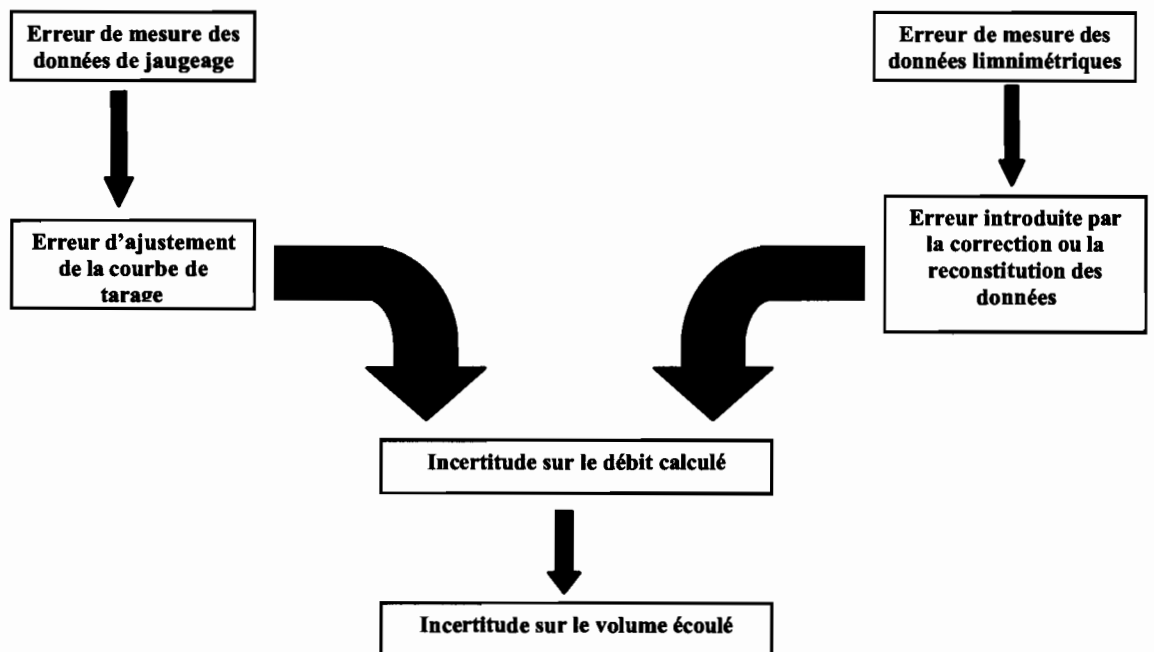 Erreur de mesure des
données de jaugeage
Erreur de mesure des
données limnimétriques
Erreur d'ajustement
de la courbe de
tarage
Erreur introduite par
la correction ou la
reconstitution des
données
Incertitude sur le débit calculé
Incertitude sur le volume écoulé